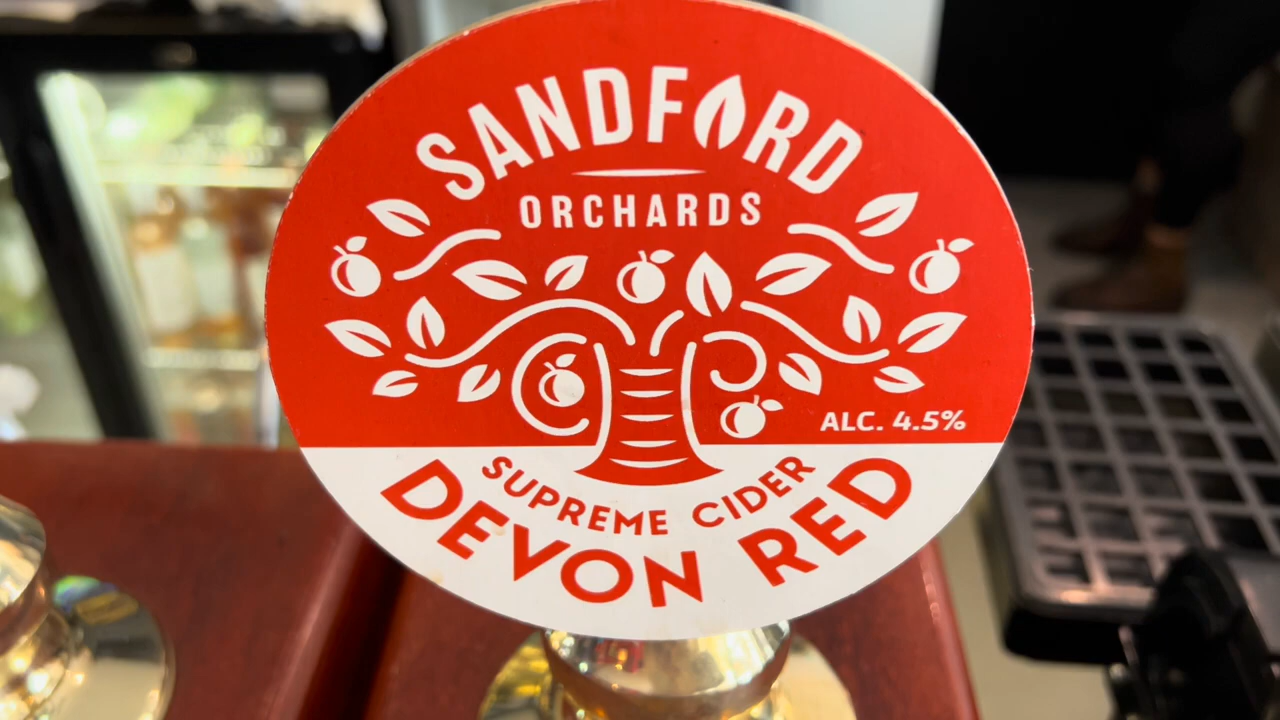 SANDFORD
ORCHARDS
ALC. 4.5%
SUPREME CIDER
DEVON RED